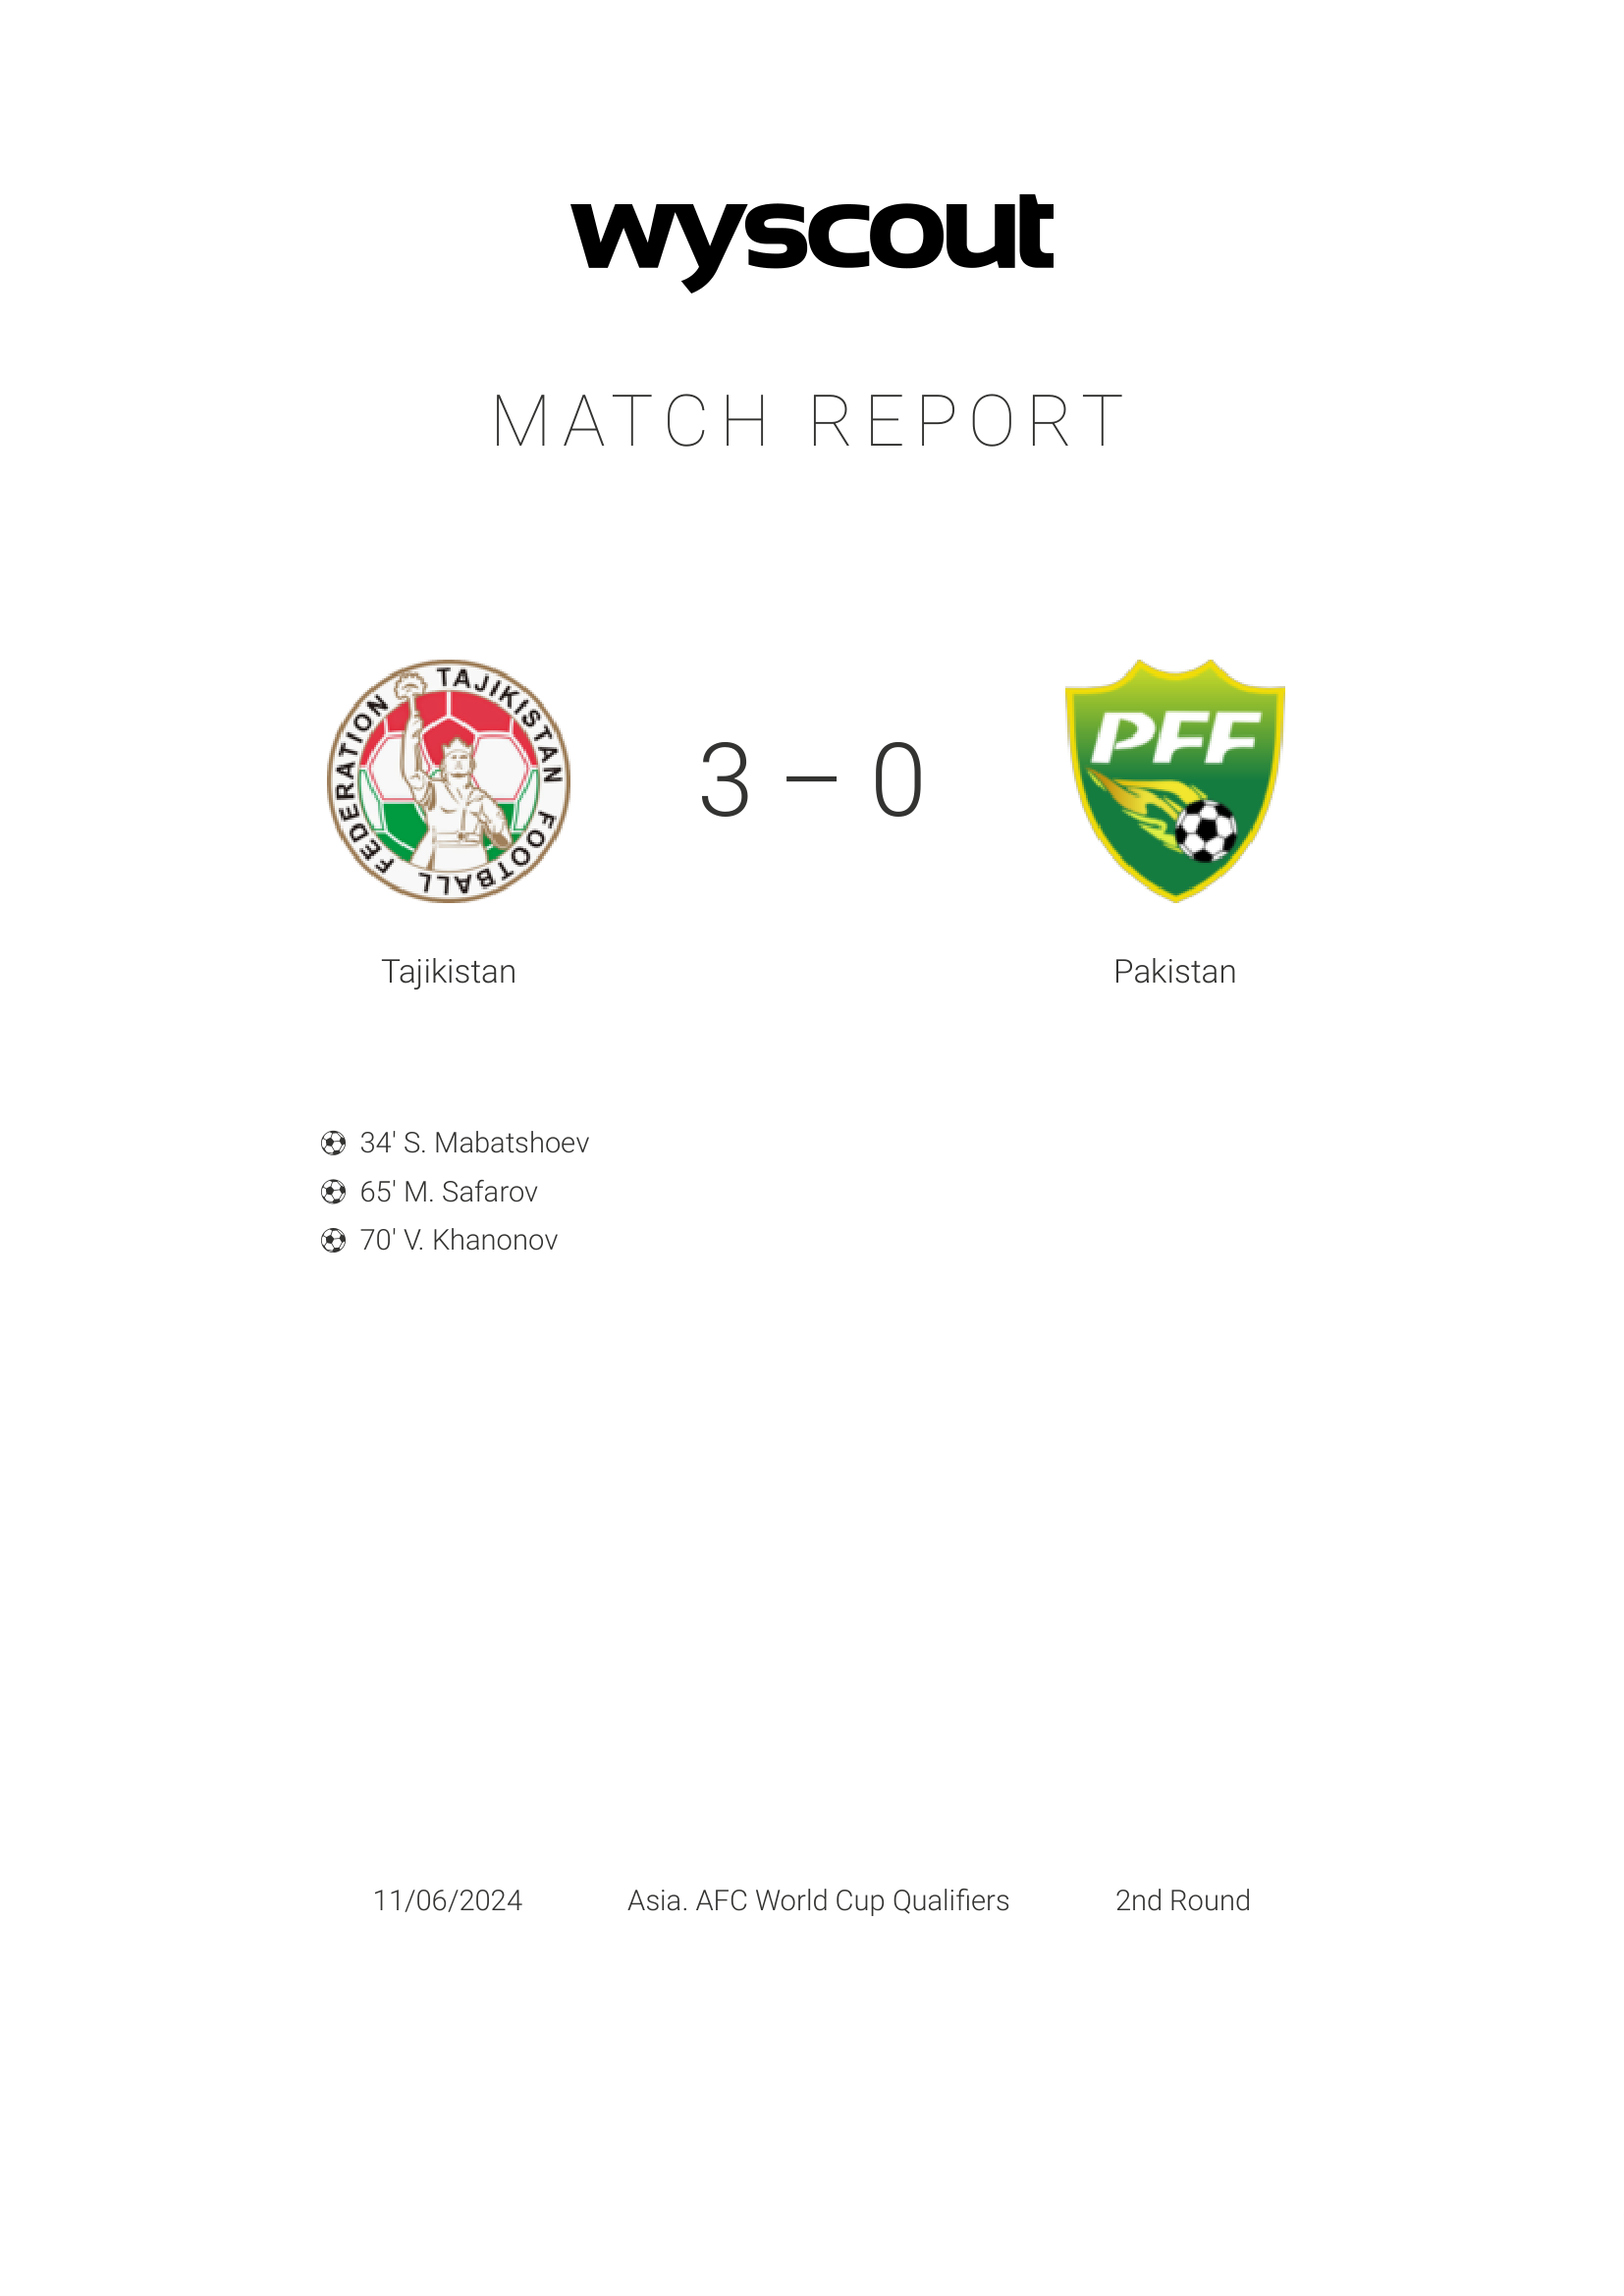 wyscout
MATCH REPORT
TAJIKISTAN FOOTBALL FEDERATION
3 – 0
PFF
Tajikistan
Pakistan
34' S. Mabatshoev
65' M. Safarov
70' V. Khanonov
11/06/2024
Asia. AFC World Cup Qualifiers
2nd Round